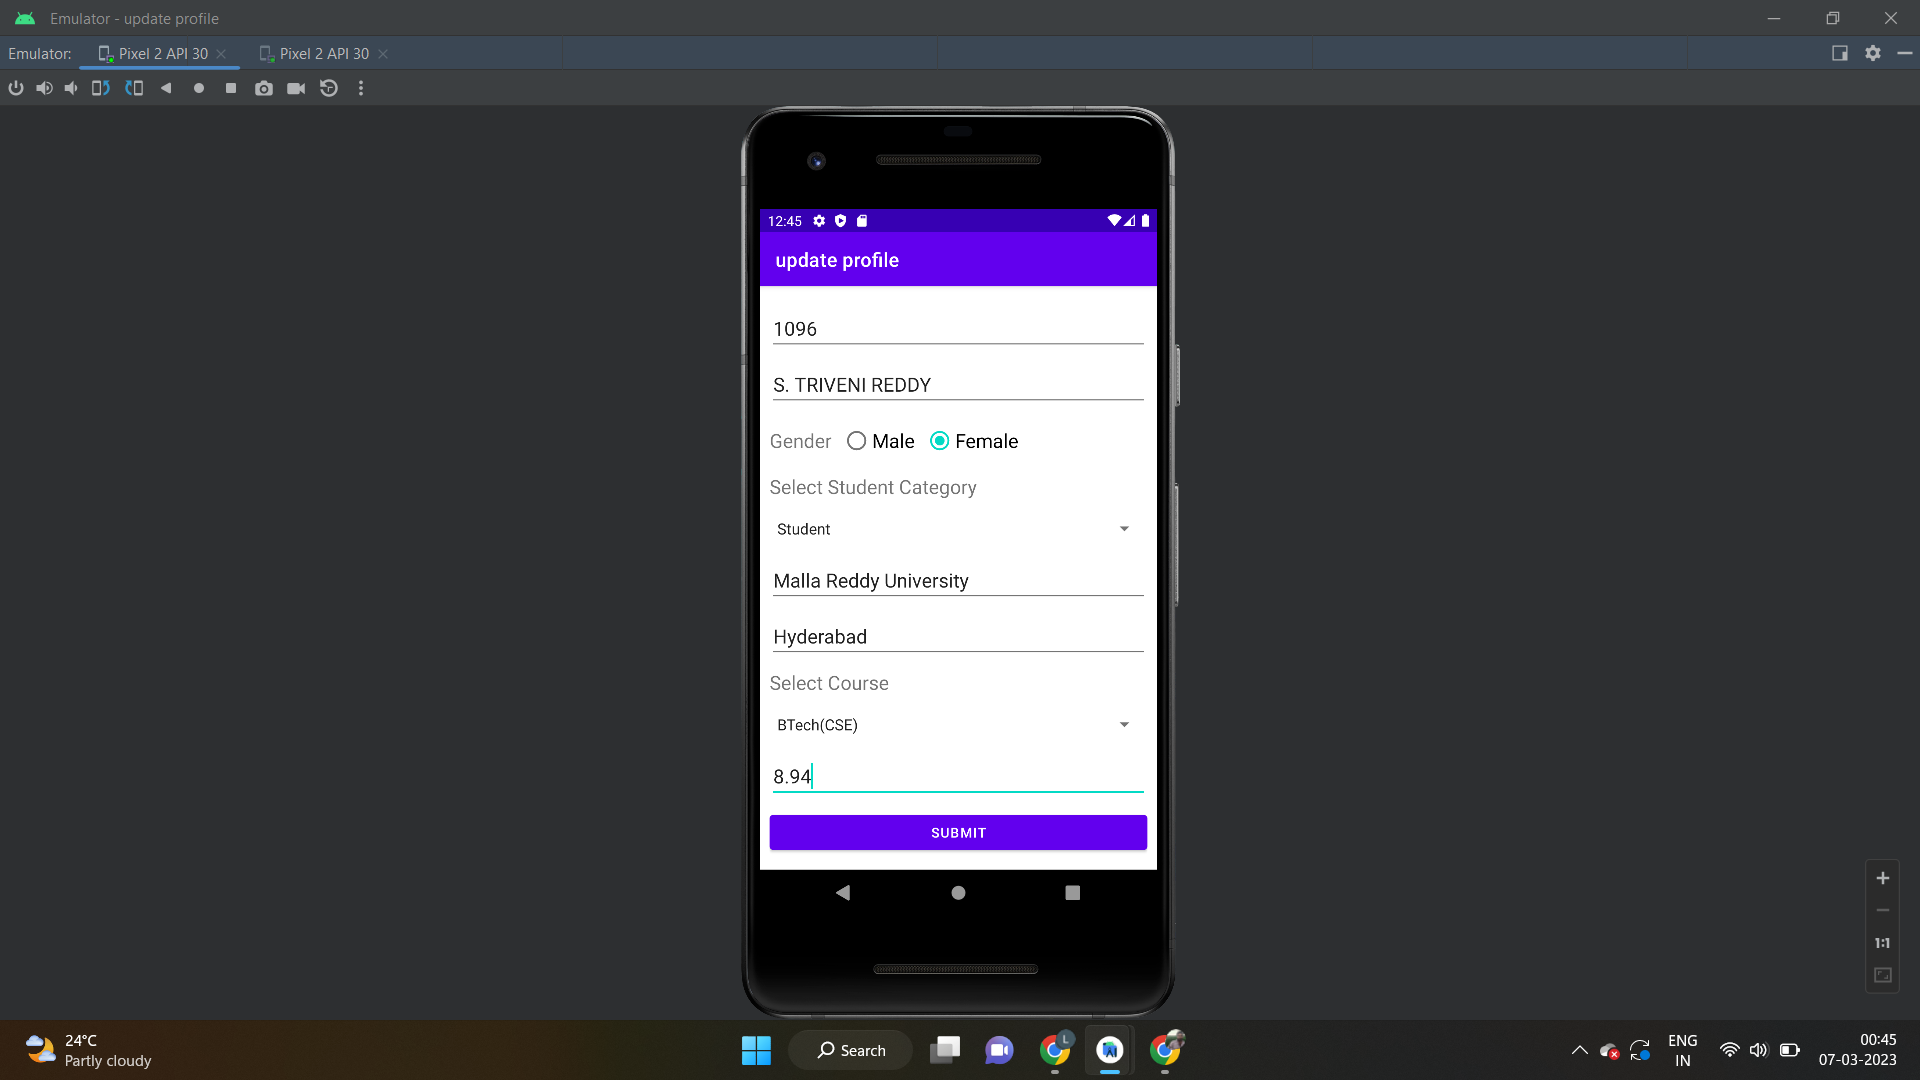 Emulator - update profile
Emulator: Pixel 2 API 30 Pixel 2 API 30
12:45
update profile
1096
S. TRIVENI REDDY
Gender Male Female
Select Student Category
Student
Malla Reddy University
Hyderabad
Select Course
BTech(CSE)
8.94
SUBMIT
1:1
24°C
Partly cloudy
Search
L
AI
ENG
IN
00:45
07-03-2023